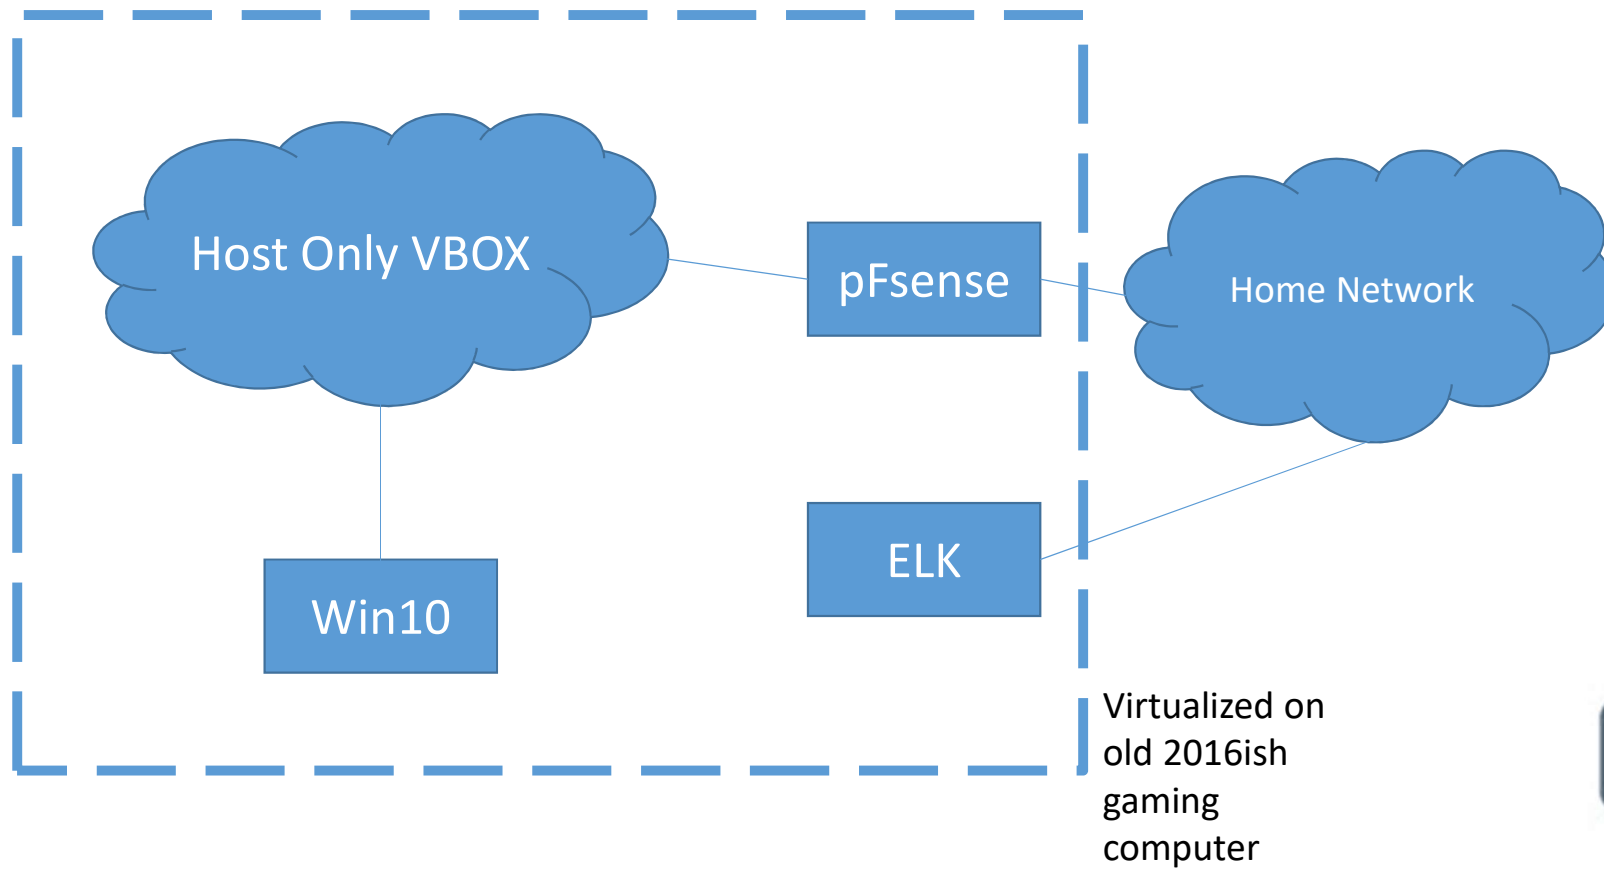 Host Only VBOX
pFsense
Home Network
ELK
Win10
Virtualized on
old 2016ish
gaming
computer